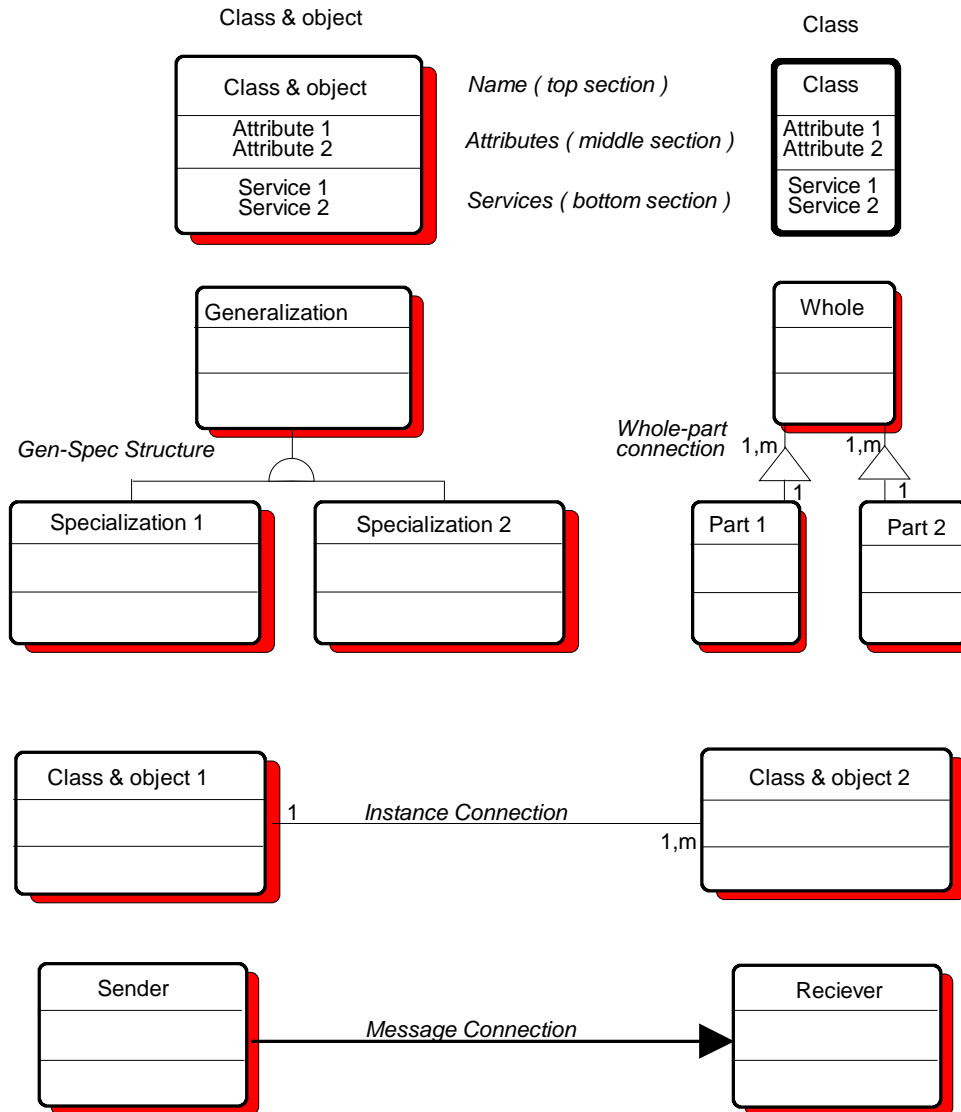 Class & object
Class
Class & object
Name ( top section )
Class
Attribute 1
Attribute 2
Attributes ( middle section )
Attribute 1
Attribute 2
Service 1
Service 2
Services ( bottom section )
Service 1
Service 2
Generalization
Whole
Gen-Spec Structure
Whole-part
connection
1,m
1,m
1
1
Specialization 1
Specialization 2
Part 1
Part 2
Class & object 1
Class & object 2
1
Instance Connection
1,m
Sender
Reciever
Message Connection